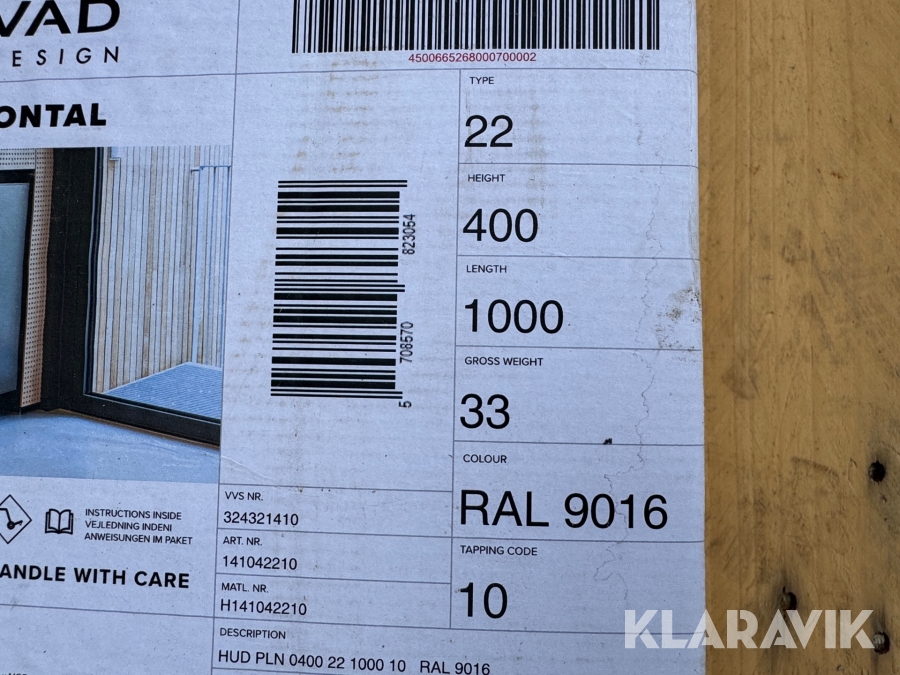 ESIGN
ONTAL
4500665268000700002
TYPE
22
HEIGHT
400
LENGTH
1000
GROSS WEIGHT
33
COLOUR
RAL 9016
TAPPING CODE
10
5 708570 823054
INSTRUCTIONS INSIDE
VEJLEDNING INDENI
ANWEISUNGEN IM PAKET
ANDLE WITH CARE
VVS NR.
324321410
ART. NR.
141042210
MATL. NR.
H141042210
DESCRIPTION
HUD PLN 0400 22 1000 10 RAL 9016
KLARAVIK